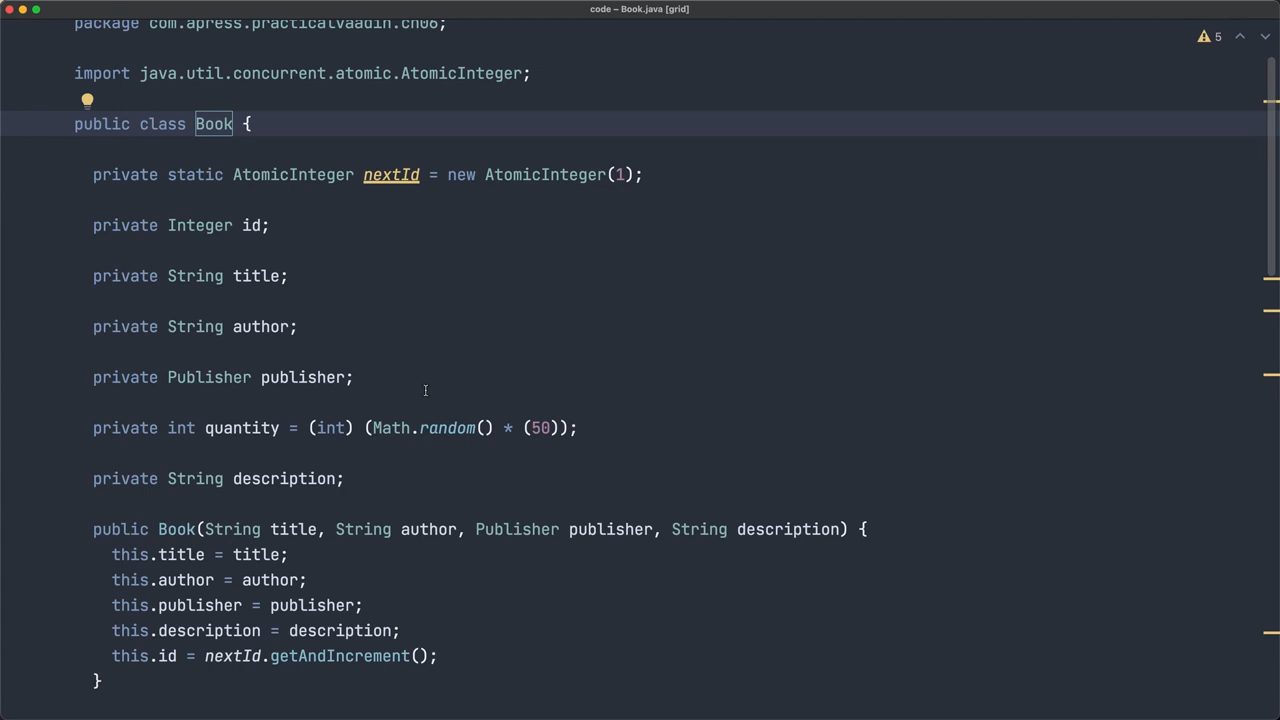 code – Book.java [grid]
package com.apress.practicalvaadin.ch06;
5
import java.util.concurrent.atomic.AtomicInteger;
public class Book {
private static AtomicInteger nextId = new AtomicInteger(1);
private Integer id;
private String title;
private String author;
private Publisher publisher;
private int quantity = (int) (Math.random() * (50));
private String description;
public Book(String title, String author, Publisher publisher, String description) {
this.title = title;
this.author = author;
this.publisher = publisher;
this.description = description;
this.id = nextId.getAndIncrement();
}